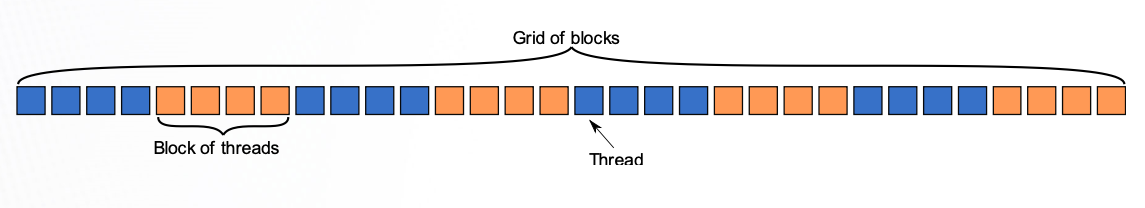 Grid of blocks
Block of threads
Thread